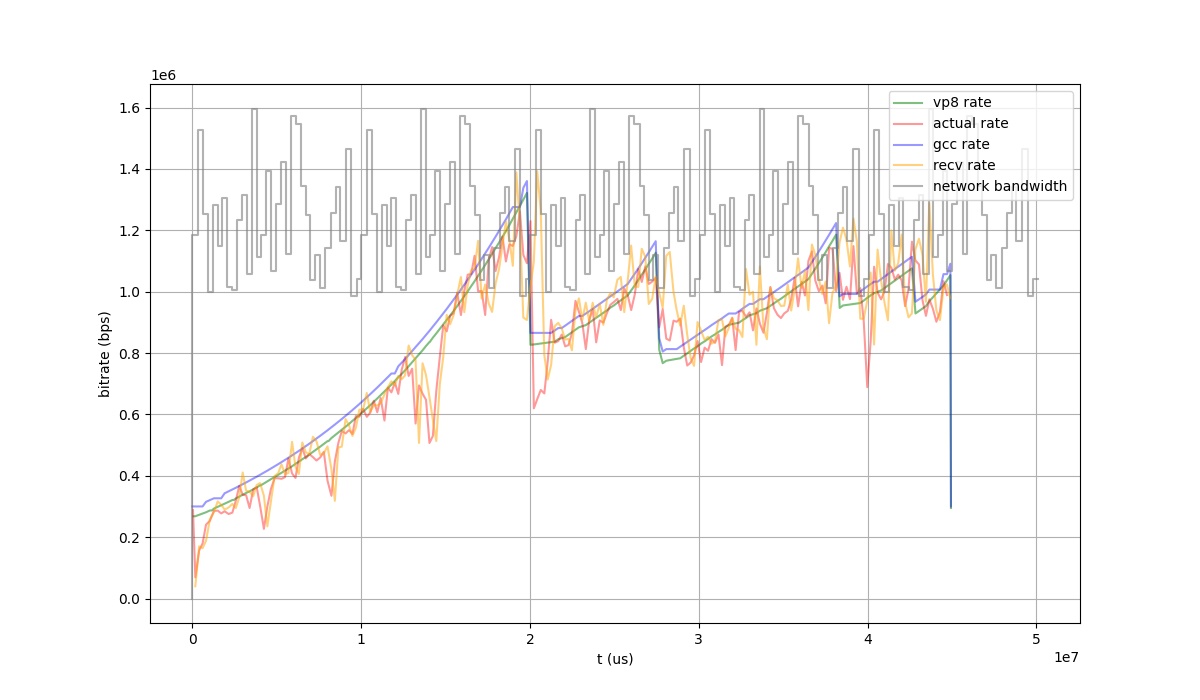 1e6
1.6
1.4
1.2
1.0
0.8
0.6
0.4
0.2
0.0
bitrate (bps)
vp8 rate
actual rate
gcc rate
recv rate
network bandwidth
0 1 2 3 4 5
t (us)
1e7